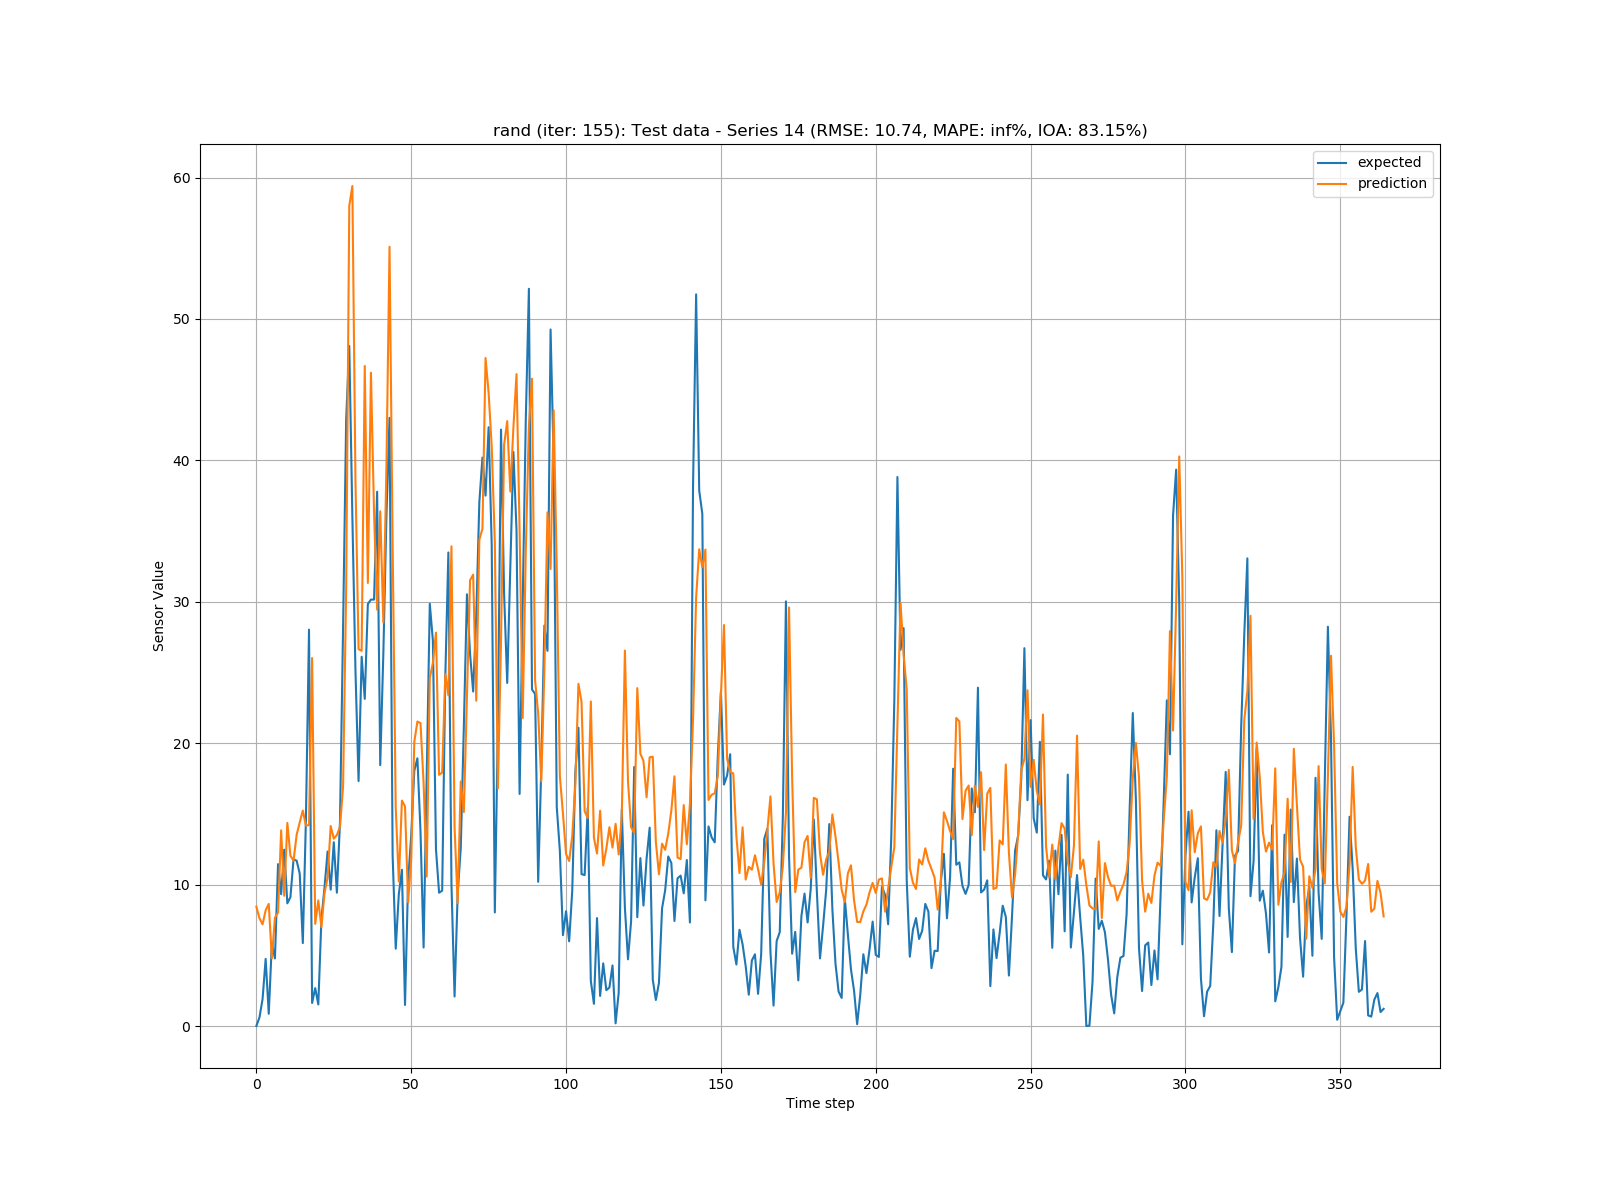 rand (iter: 155): Test data - Series 14 (RMSE: 10.74, MAPE: inf%, IOA: 83.15%)
expected
prediction
60
50
40
30
20
10
0
Sensor Value
0 50 100 150 200 250 300 350
Time step